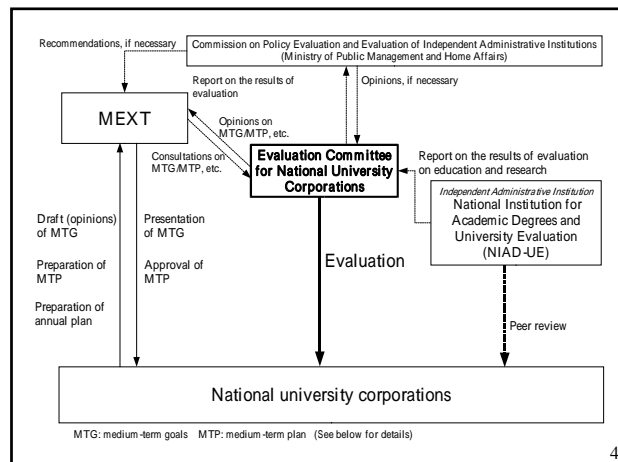 Recommendations, if necessary
Commission on Policy Evaluation and Evaluation of Independent Administrative Institutions
(Ministry of Public Management and Home Affairs)
Report on the results of
evaluation
Opinions, if necessary
MEXT
Opinions on
MTG/MTP, etc.
Consultations on
MTG/MTP, etc.
Evaluation Committee
for National University
Corporations
Report on the results of evaluation
on education and research
Independent Administrative Institution
National Institution for
Academic Degrees and
University Evaluation
(NIAD-UE)
Draft (opinions)
of MTG
Preparation of
MTP
Preparation of
annual plan
Presentation
of MTG
Approval of
MTP
Evaluation
Peer review
National university corporations
MTG: medium-term goals MTP: medium-term plan (See below for details)
4